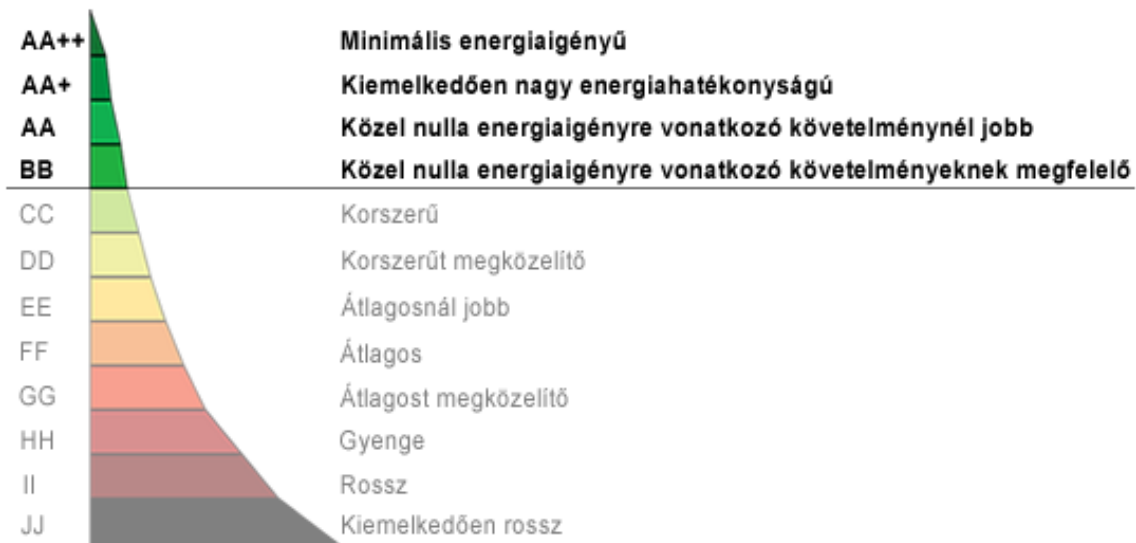 AA++ Minimális energiaigényű
AA+ Kiemelkedően nagy energiahatékonyságú
AA Közel nulla energiaigényre vonatkozó követelménynél jobb
BB Közel nulla energiaigényre vonatkozó követelményeknek megfelelő
CC Korszerű
DD Korszerűt megközelítő
EE Átlagosnál jobb
FF Átlagos
GG Átlagost megközelítő
HH Gyenge
II Rossz
JJ Kiemelkedően rossz